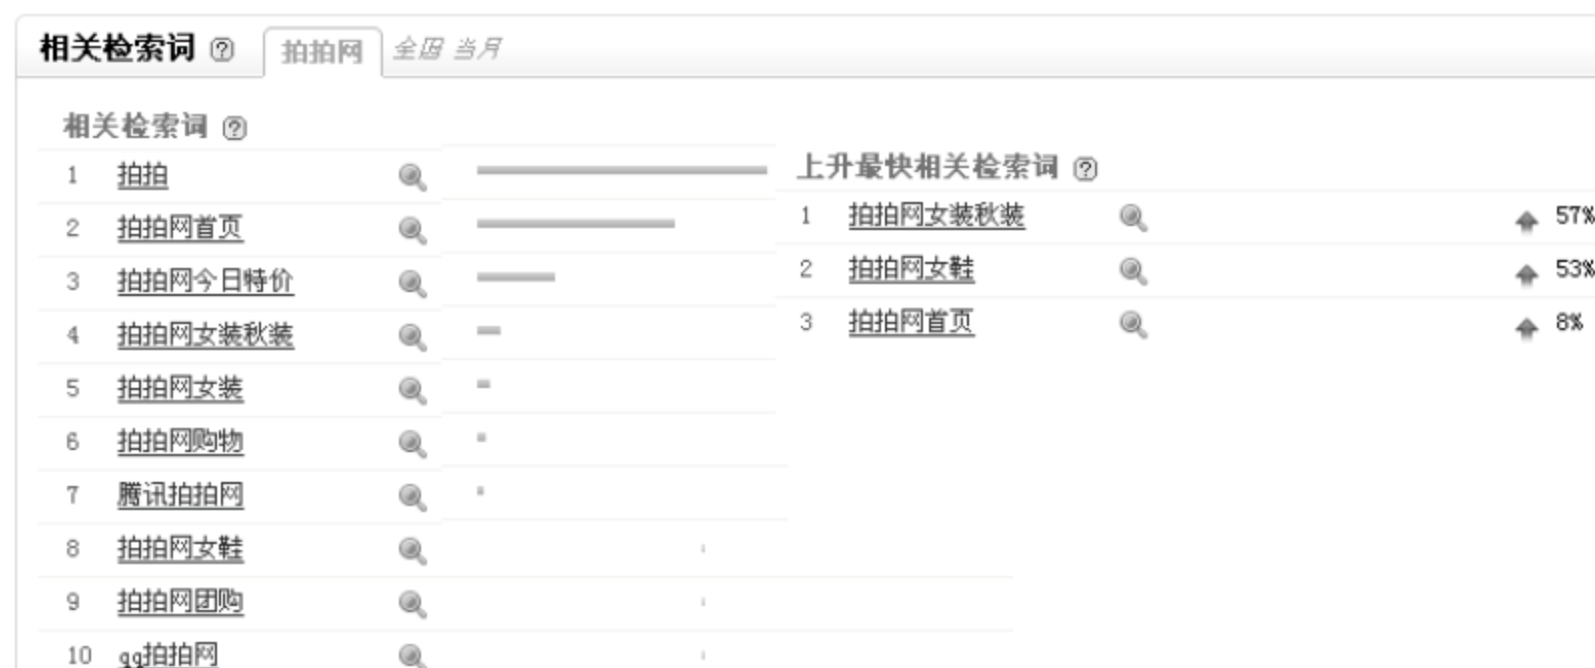 相关检索词 ? 拍拍网 全国 当月
相关检索词 ?
1 拍拍
2 拍拍网首页
3 拍拍网今日特价
4 拍拍网女装秋装
5 拍拍网女装
6 拍拍网购物
7 腾讯拍拍网
8 拍拍网女鞋
9 拍拍网团购
10 qq拍拍网
上升最快相关检索词 ?
1 拍拍网女装秋装 57%
2 拍拍网女鞋 53%
3 拍拍网首页 8%